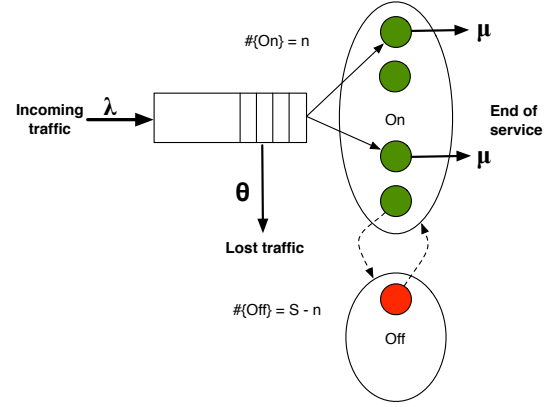 #{On} = n
μ
Incoming
traffic
λ
On
End of
service
μ
θ
Lost traffic
#{Off} = S - n
Off